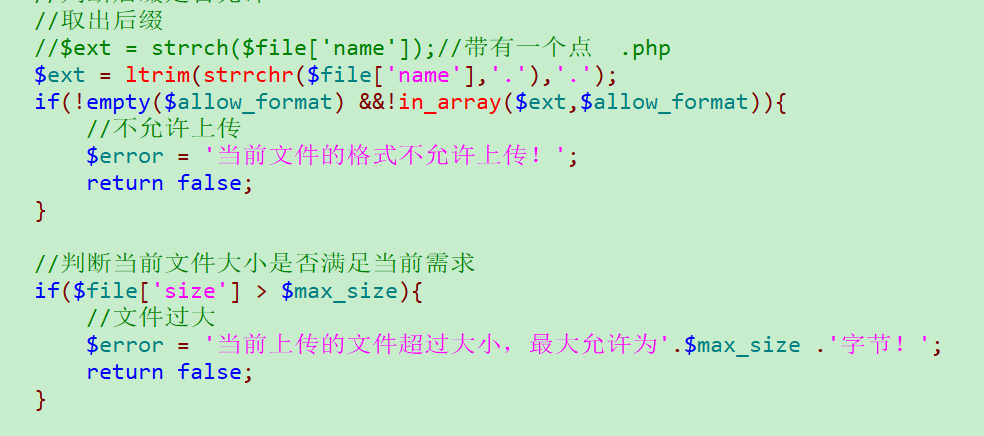 //取出后缀
//$ext = strrch($file['name']);//带有一个点  .php
$ext = ltrim(strrchr($file['name'],'.'),'.');
if(!empty($allow_format) &&!in_array($ext,$allow_format)){
    //不允许上传
    $error = '当前文件的格式不允许上传！';
    return false;
}

//判断当前文件大小是否满足当前需求
if($file['size'] > $max_size){
    //文件过大
    $error = '当前上传的文件超过大小，最大允许为'.$max_size .'字节！';
    return false;
}